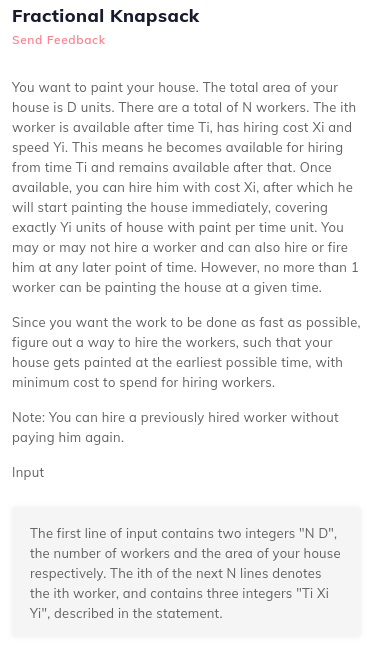 Fractional Knapsack
Send Feedback
You want to paint your house. The total area of your
house is D units. There are a total of N workers. The ith
worker is available after time Ti, has hiring cost Xi and
speed Yi. This means he becomes available for hiring
from time Ti and remains available after that. Once
available, you can hire him with cost Xi, after which he
will start painting the house immediately, covering
exactly Yi units of house with paint per time unit. You
may or may not hire a worker and can also hire or fire
him at any later point of time. However, no more than 1
worker can be painting the house at a given time.
Since you want the work to be done as fast as possible,
figure out a way to hire the workers, such that your
house gets painted at the earliest possible time, with
minimum cost to spend for hiring workers.
Note: You can hire a previously hired worker without
paying him again.
Input
The first line of input contains two integers "N D",
the number of workers and the area of your house
respectively. The ith of the next N lines denotes
the ith worker, and contains three integers "Ti Xi
Yi", described in the statement.